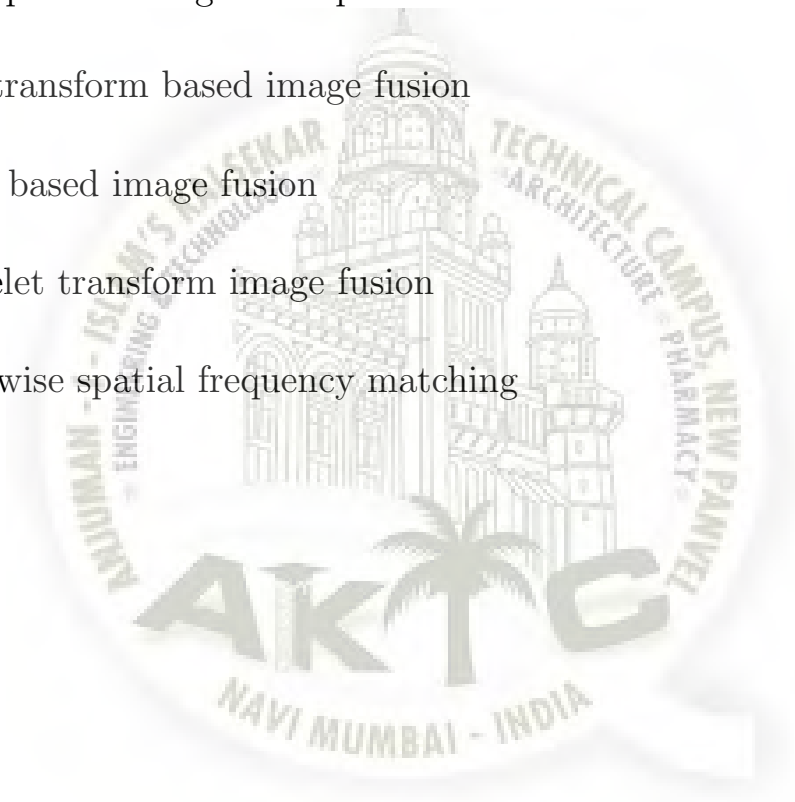 transform based image fusion
based image fusion
elet transform image fusion
wise spatial frequency matching
ANJUMAN - I - ISLAM'S KALSEKAR TECHNICAL CAMPUS, NEW PANVEL
ENGINEERING & TECHNOLOGY ARCHITECTURE PHARMACY
AKTC
NAVI MUMBAI - INDIA